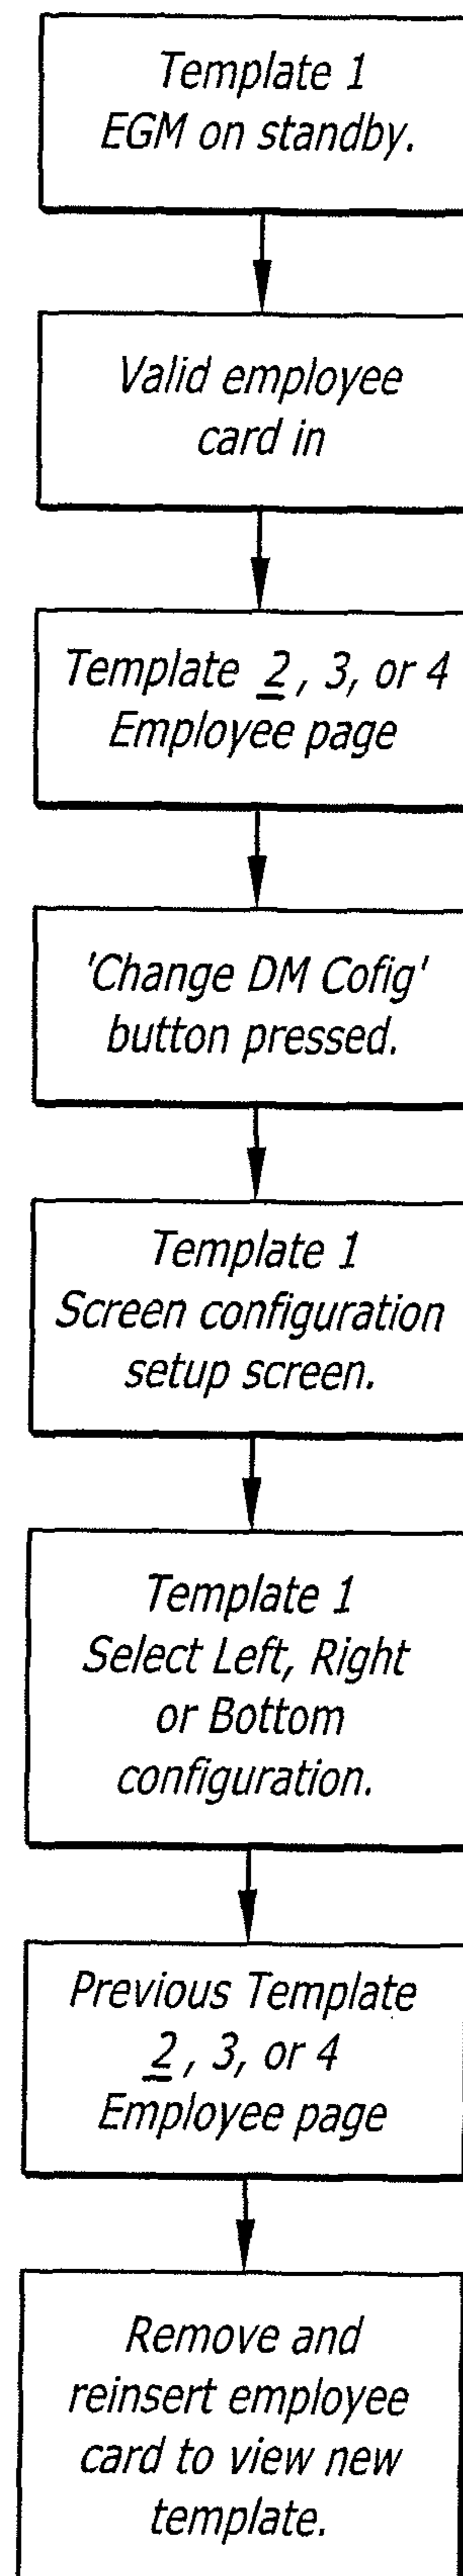 Template 1
EGM on standby.
Valid employee
card in
Template 2, 3, or 4
Employee page
'Change DM Cofig'
button pressed.
Template 1
Screen configuration
setup screen.
Template 1
Select Left, Right
or Bottom
configuration.
Previous Template
2, 3, or 4
Employee page
Remove and
reinsert employee
card to view new
template.